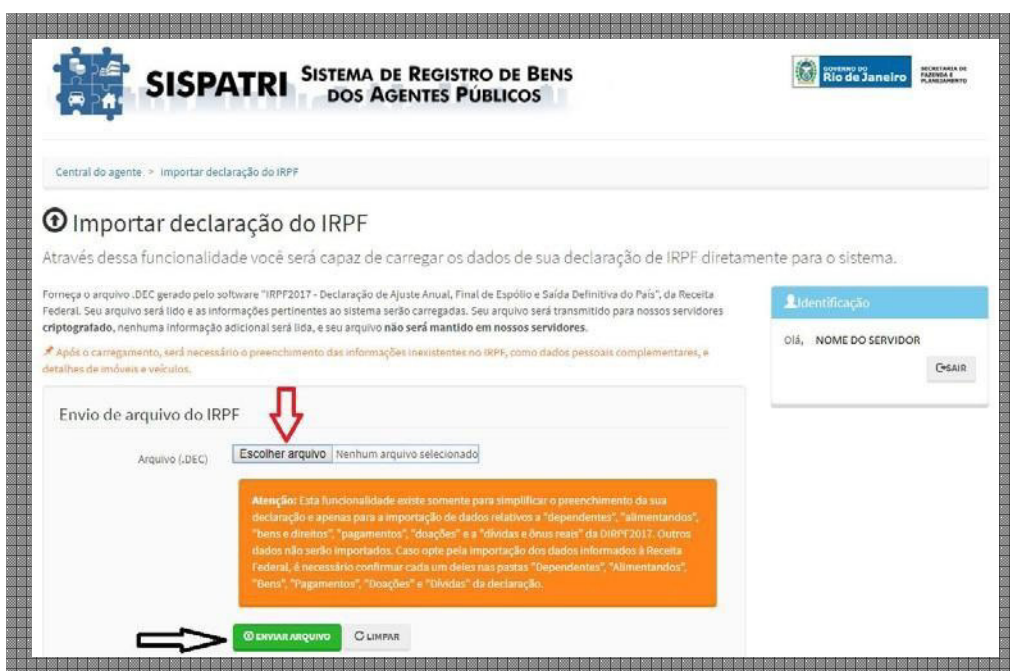 SISPATRI
SISTEMA DE REGISTRO DE BENS
DOS AGENTES PÚBLICOS
GOVERNO DO
Rio de Janeiro
SECRETARIA DE
FAZENDA E
PLANEJAMENTO
Central do agente > Importar declaração do IRPF
Importar declaração do IRPF
Através dessa funcionalidade você será capaz de carregar os dados de sua declaração de IRPF diretamente para o sistema.
Forneça o arquivo .DEC gerado pelo software "IRPF2017 - Declaração de Ajuste Anual, Final de Espólio e Saída Definitiva do País", da Receita
Federal. Seu arquivo será lido e as informações pertinentes ao sistema serão carregadas. Seu arquivo será transmitido para nossos servidores
criptografado, nenhuma informação adicional será lida, e seu arquivo não será mantido em nossos servidores.
Após o carregamento, será necessário o preenchimento das informações inexistentes no IRPF, como dados pessoais complementares, e
detalhes de imóveis e veículos.
Identificação
Olá, NOME DO SERVIDOR
SAIR
Envio de arquivo do IRPF
Arquivo (.DEC)
Escolher arquivo Nenhum arquivo selecionado
Atenção: Esta funcionalidade existe somente para simplificar o preenchimento da sua
declaração e apenas para a importação de dados relativos a "dependentes", "alimentandos",
"bens e direitos", "pagamentos", "doações" e a "dívidas e ônus reais" da DIRPF2017. Outros
dados não serão importados. Caso opte pela importação dos dados informados à Receita
Federal, é necessário confirmar cada um deles nas pastas "Dependentes", "Alimentandos",
"Bens", "Pagamentos", "Doações" e "Dívidas" da declaração.
ENVIAR ARQUIVO
LIMPAR